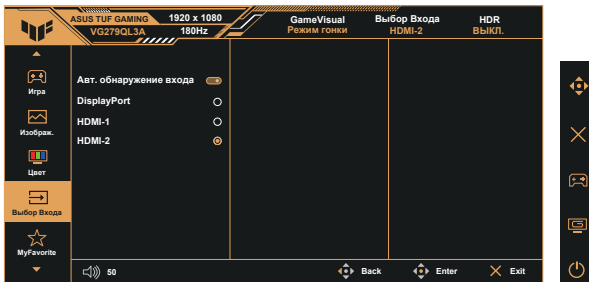 ASUS TUF GAMING 1920 x 1080 GameVisual Выбор Входа HDR
VG279QL3A 180Hz Режим гонки HDMI-2 ВЫКЛ.
Игра
Изображ.
Цвет
Выбор Входа
MyFavorite
Авт. обнаружение входа
DisplayPort
HDMI-1
HDMI-2
50 Back Enter Exit